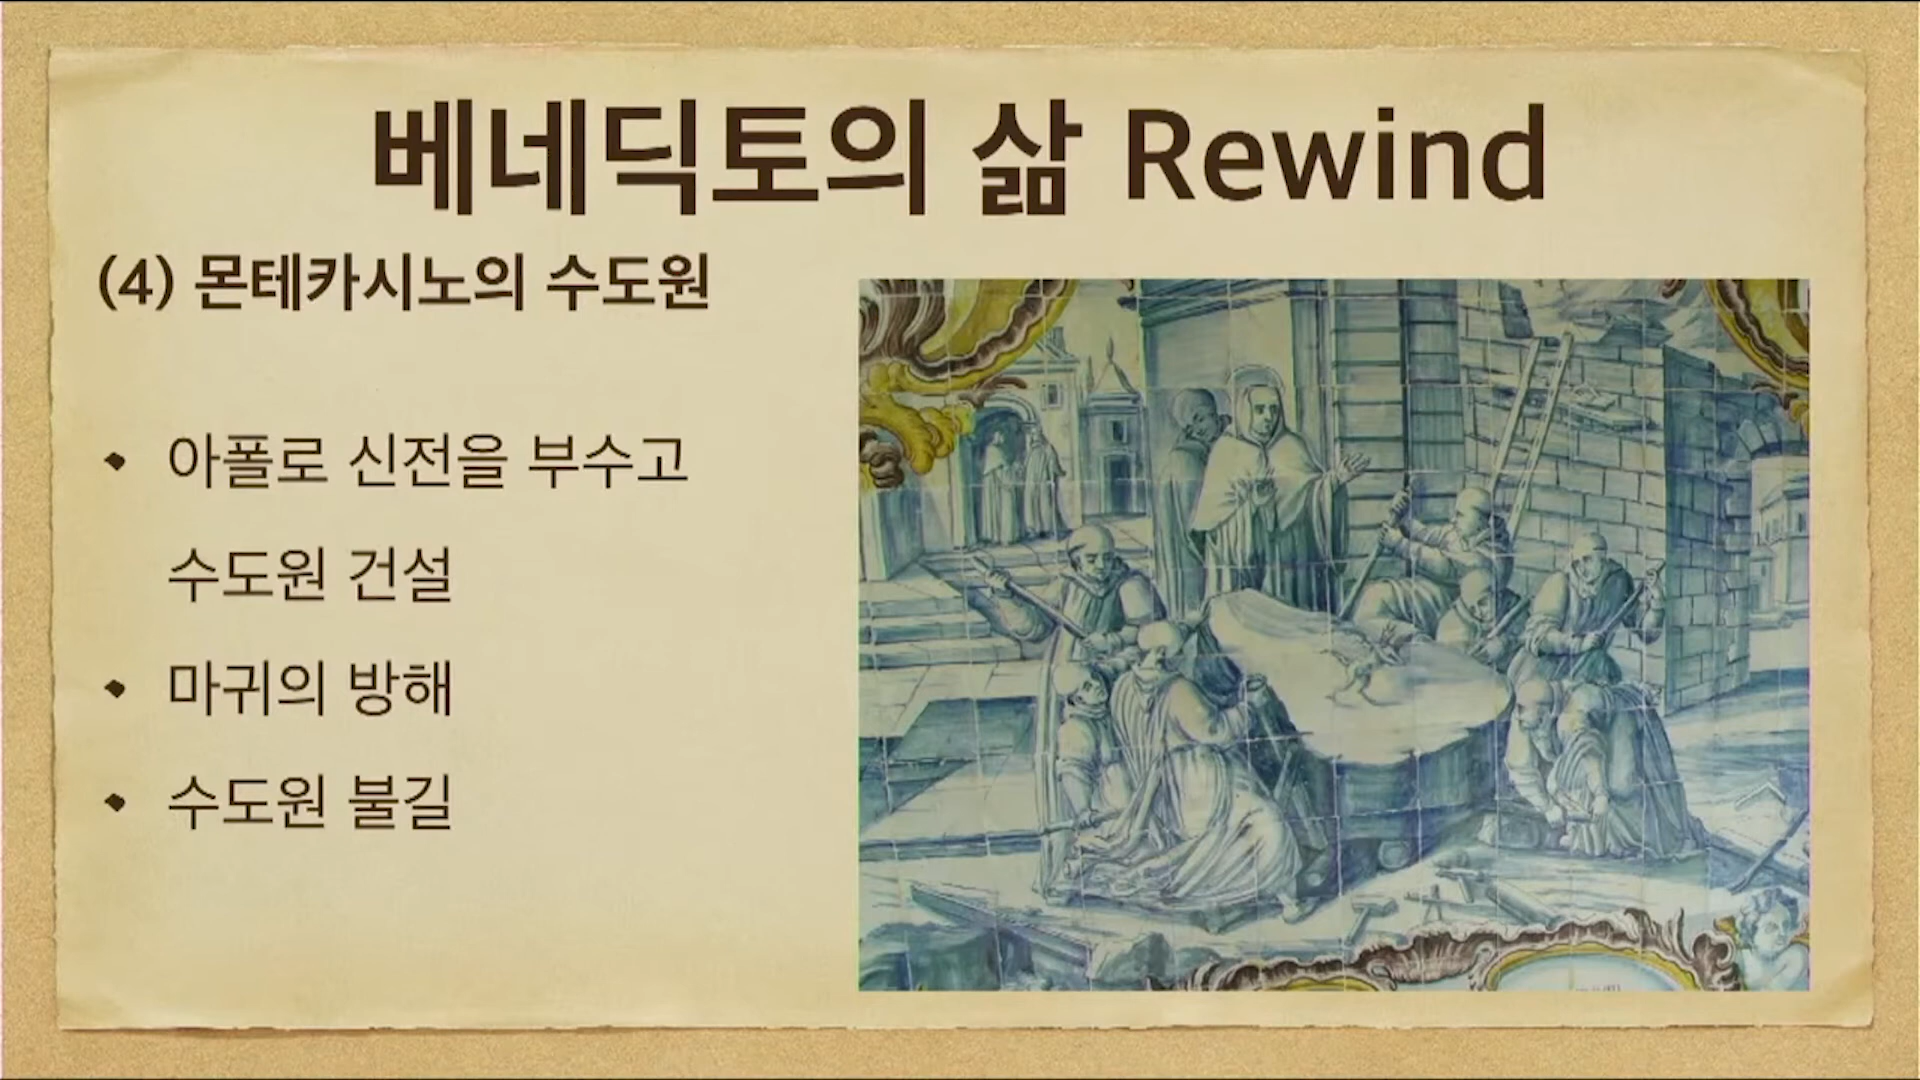 베네딕토의 삶 Rewind
(4) 몬테카시노의 수도원
• 아폴로 신전을 부수고
수도원 건설
• 마귀의 방해
• 수도원 불길